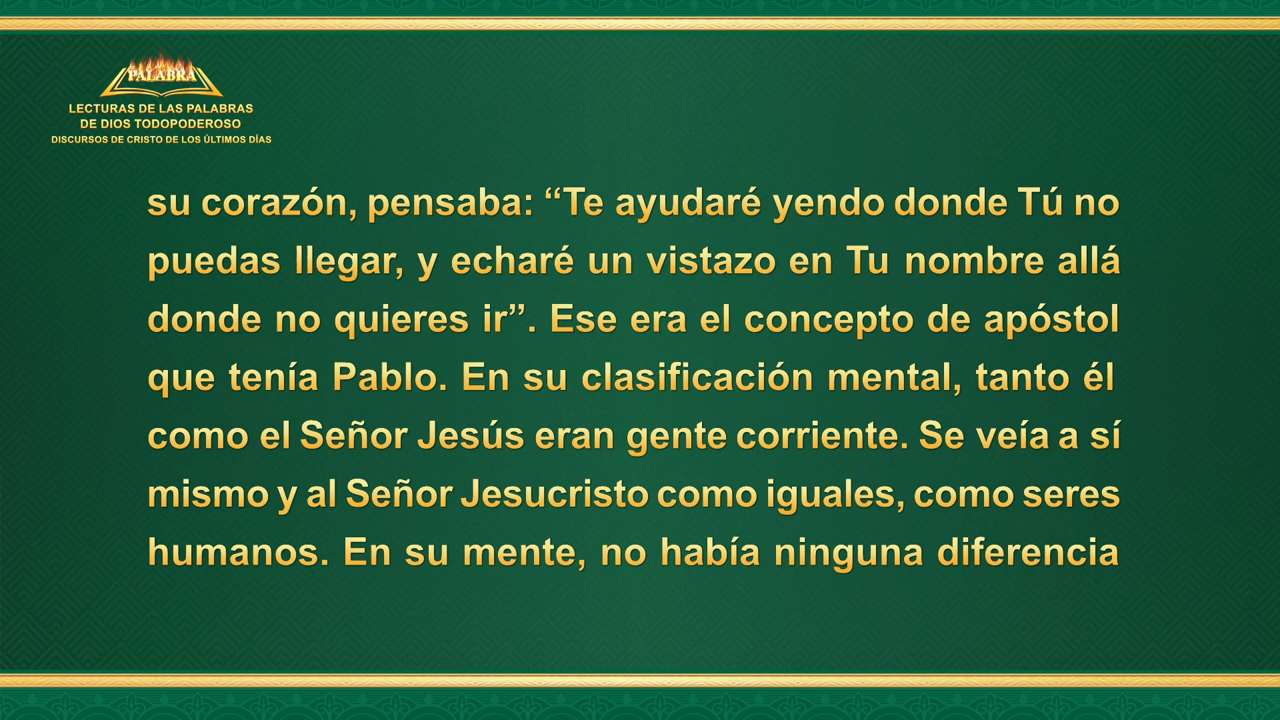 PALABRA
LECTURAS DE LAS PALABRAS
DE DIOS TODOPODEROSO
DISCURSOS DE CRISTO DE LOS ÚLTIMOS DÍAS
su corazón, pensaba: “Te ayudaré yendo donde Tú no
puedas llegar, y echaré un vistazo en Tu nombre allá
donde no quieres ir”. Ese era el concepto de apóstol
que tenía Pablo. En su clasificación mental, tanto él
como el Señor Jesús eran gente corriente. Se veía a sí
mismo y al Señor Jesucristo como iguales, como seres
humanos. En su mente, no había ninguna diferencia